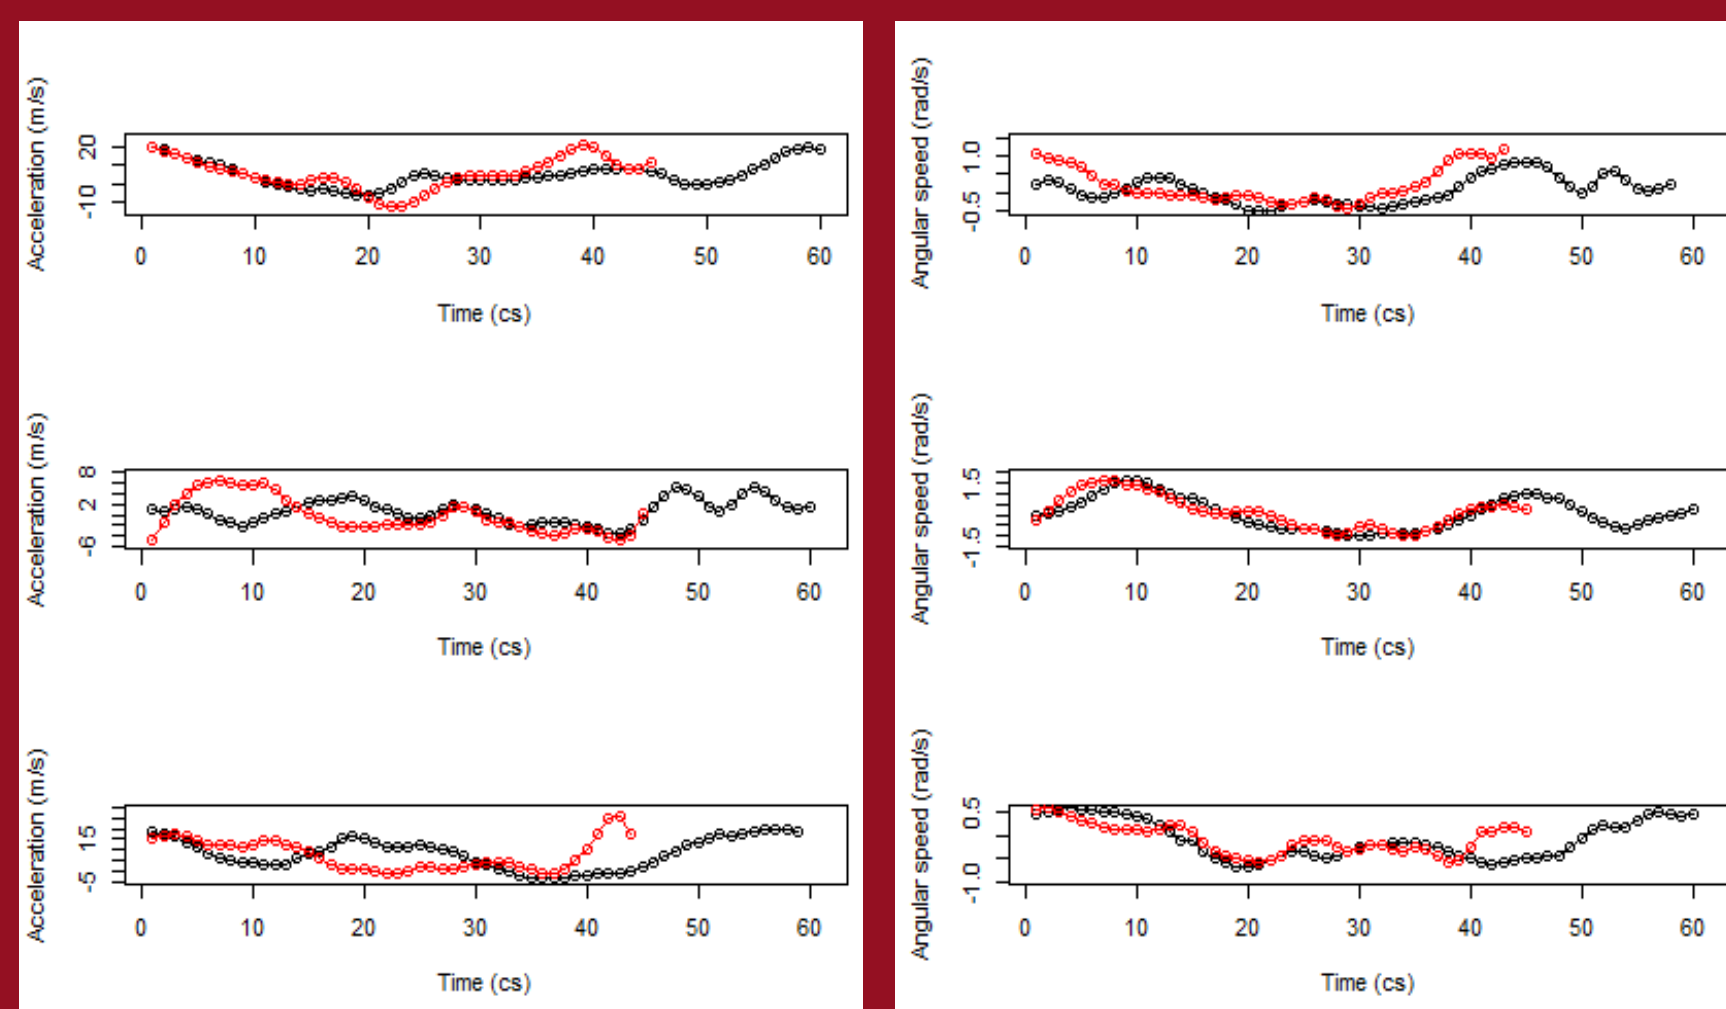 Acceleration (m/s)
20
-10
0 10 20 30 40 50 60
Time (cs)
Angular speed (rad/s)
1.0
-0.5
0 10 20 30 40 50 60
Time (cs)
Acceleration (m/s)
8
2
-6
0 10 20 30 40 50 60
Time (cs)
Angular speed (rad/s)
1.5
-1.5
0 10 20 30 40 50 60
Time (cs)
Acceleration (m/s)
15
-5
0 10 20 30 40 50 60
Time (cs)
Angular speed (rad/s)
0.5
-1.0
0 10 20 30 40 50 60
Time (cs)